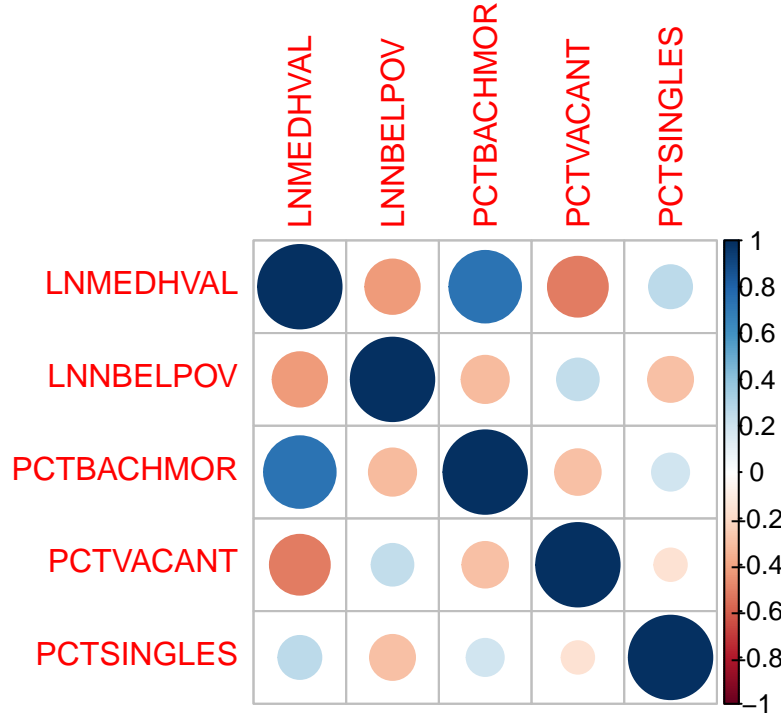 LNMEDHVAL
LNNBELPOV
PCTBACHMOR
PCTVACANT
PCTSINGLES
LNMEDHVAL
LNNBELPOV
PCTBACHMOR
PCTVACANT
PCTSINGLES
1
0.8
0.6
0.4
0.2
0
-0.2
-0.4
-0.6
-0.8
-1